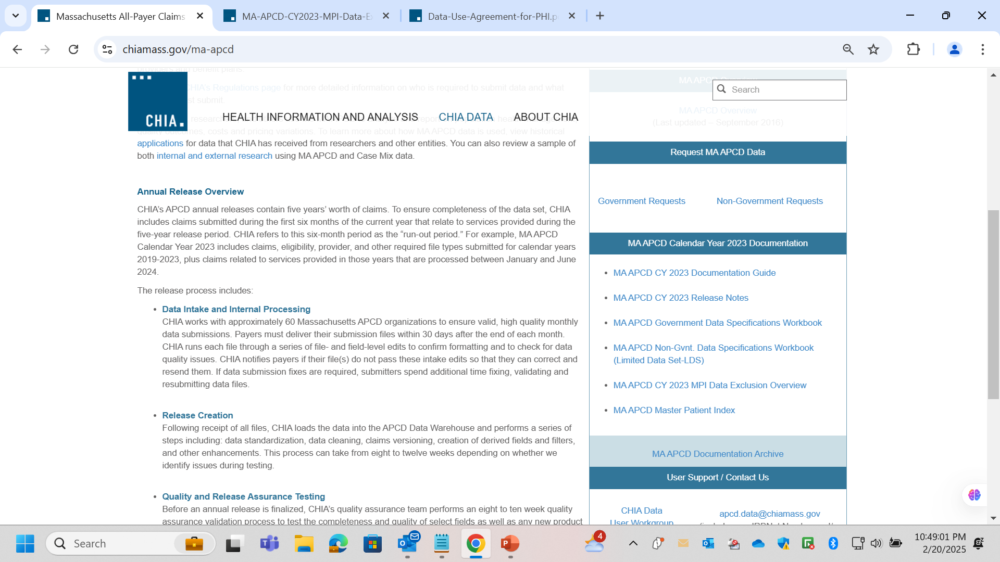 Massachusetts All-Payer Claims
MA-APCD-CY2023-MPI-Data-E
Data-Use-Agreement-for-PHI.p
chiamass.gov/ma-apcd
providers and benefit plans.
CHIA's Regulations page for more detailed information on who is required to submit data and what
st submit.
CHIA.
HEALTH INFORMATION AND ANALYSIS
CHIA DATA
ABOUT CHIA
research
quality outcomes, costs and pricing variations. To learn more about how MA APCD data is used, view historical
applications for data that CHIA has received from researchers and other entities. You can also review a sample of
both internal and external research using MA APCD and Case Mix data.
Annual Release Overview
CHIA’s APCD annual releases contain five years’ worth of claims. To ensure completeness of the data set, CHIA
includes claims submitted during the first six months of the current year that relate to services provided during the
five-year release period. CHIA refers to this six-month period as the “run-out period.” For example, MA APCD
Calendar Year 2023 includes claims, eligibility, provider, and other required file types submitted for calendar years
2019-2023, plus claims related to services provided in those years that are processed between January and June
2024.
The release process includes:
• Data Intake and Internal Processing
CHIA works with approximately 60 Massachusetts APCD organizations to ensure valid, high quality monthly
data submissions. Payers must deliver their submission files within 30 days after the end of each month.
CHIA runs each file through a series of file- and field-level edits to confirm formatting and to check for data
quality issues. CHIA notifies payers if their file(s) do not pass these intake edits so that they can correct and
resend them. If data submission fixes are required, submitters spend additional time fixing, validating and
resubmitting data files.
• Release Creation
Following receipt of all files, CHIA loads the data into the APCD Data Warehouse and performs a series of
steps including: data standardization, data cleaning, claims versioning, creation of derived fields and filters,
and other enhancements. This process can take from eight to twelve weeks depending on whether we
identify issues during testing.
• Quality and Release Assurance Testing
Before an annual release is finalized, CHIA’s quality assurance team performs an eight to ten week quality
assurance validation process to test the completeness and quality of select fields as well as any new product
MA APCD
Search
MA APCD Overview
(Last updated – September 2016)
Request MA APCD Data
Government Requests
Non-Government Requests
MA APCD Calendar Year 2023 Documentation
• MA APCD CY 2023 Documentation Guide
• MA APCD CY 2023 Release Notes
• MA APCD Government Data Specifications Workbook
• MA APCD Non-Gvnt. Data Specifications Workbook
(Limited Data Set-LDS)
• MA APCD CY 2023 MPI Data Exclusion Overview
• MA APCD Master Patient Index
MA APCD Documentation Archive
User Support / Contact Us
CHIA Data
User Workgroup
apcd.data@chiamass.gov
Search
4
10:49:01 PM
2/20/2025